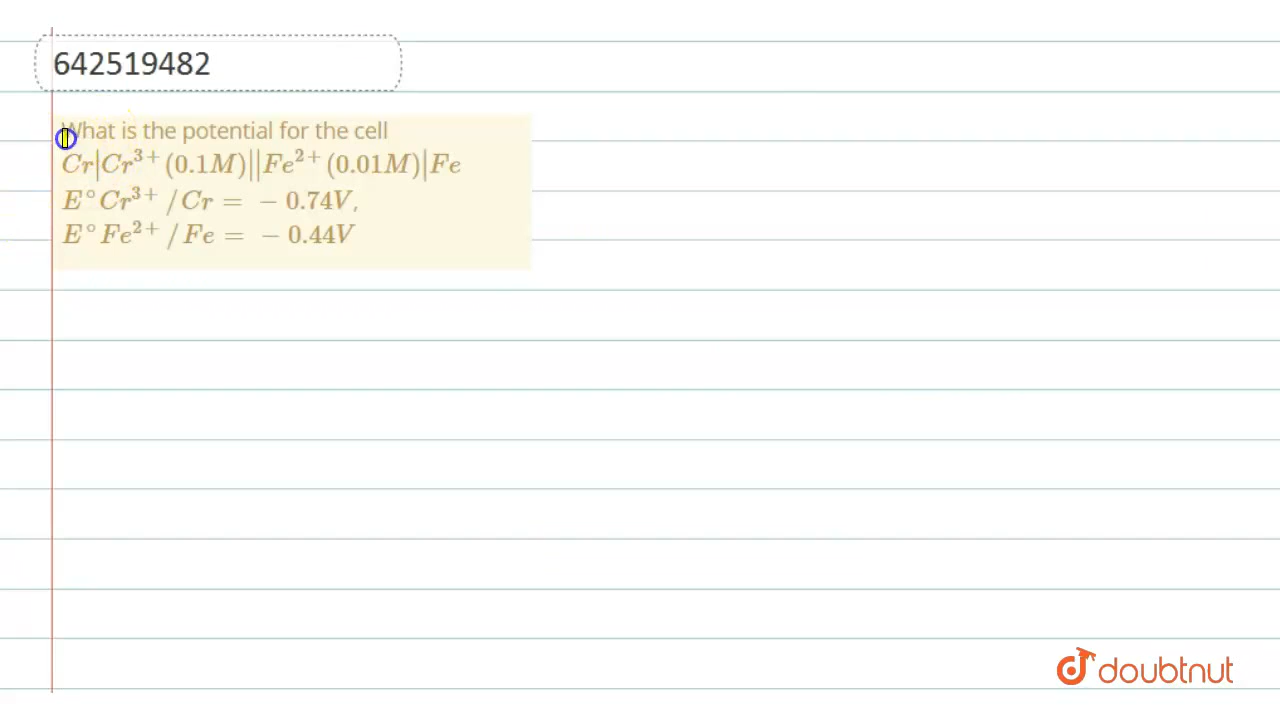 642519482
What is the potential for the cell
Cr|Cr³⁺(0.1M)||Fe²⁺(0.01M)|Fe
E°Cr³⁺/Cr = −0.74V,
E°Fe²⁺/Fe = −0.44V
doubtnut